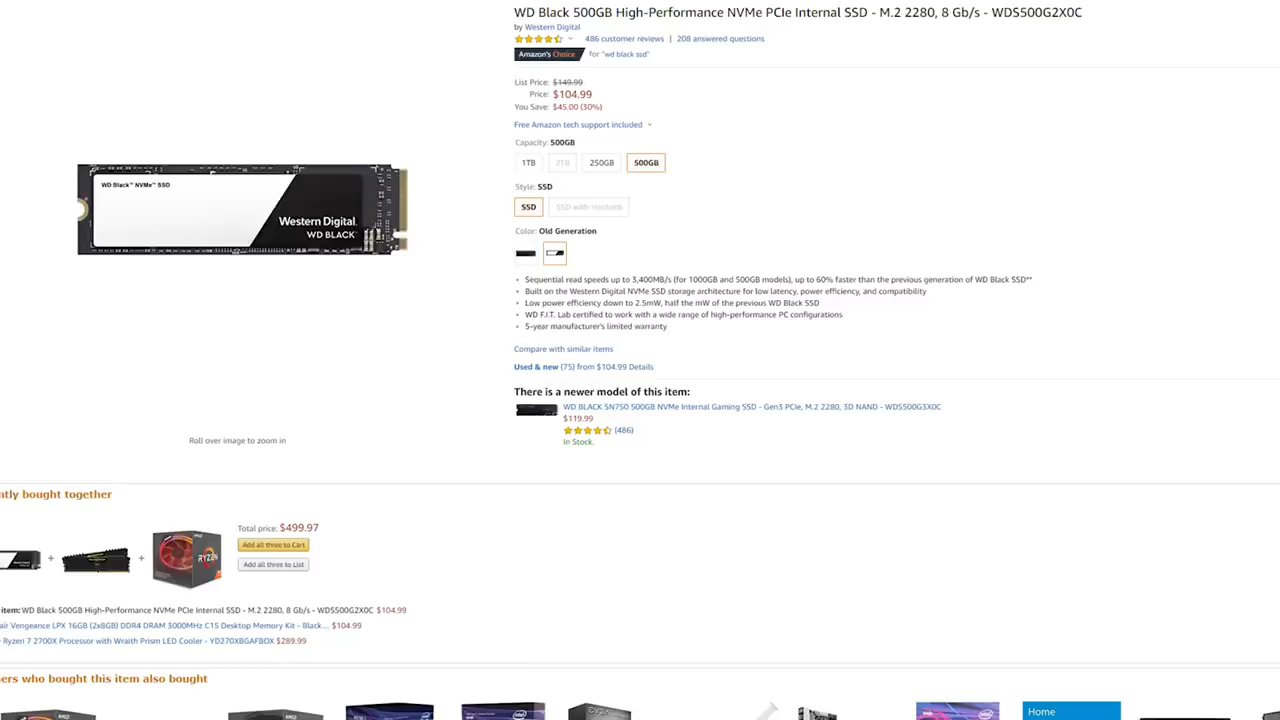 WD Black 500GB High-Performance NVMe PCIe Internal SSD - M.2 2280, 8 Gb/s - WDS500G2X0C
by Western Digital
486 customer reviews | 208 answered questions
Amazon's Choice for "wd black ssd"
List Price: $149.99
Price: $104.99
You Save: $45.00 (30%)
Free Amazon tech support included
Capacity: 500GB
1TB 2TB 250GB 500GB
Style: SSD
SSD SSD with Heatsink
Color: Old Generation
WD Black™ NVMe™ SSD
Western Digital.
WD BLACK™
• Sequential read speeds up to 3,400MB/s (for 1000GB and 500GB models), up to 60% faster than the previous generation of WD Black SSD**
• Built on the Western Digital NVMe SSD storage architecture for low latency, power efficiency, and compatibility
• Low power efficiency down to 2.5mW, half the mW of the previous WD Black SSD
• WD F.I.T. Lab certified to work with a wide range of high-performance PC configurations
• 5-year manufacturer's limited warranty
Compare with similar items
Used & new (75) from $104.99 Details
There is a newer model of this item:
WD BLACK SN750 500GB NVMe Internal Gaming SSD - Gen3 PCIe, M.2 2280, 3D NAND - WDS500G3X0C
$119.99
(486)
In Stock.
Roll over image to zoom in
ntly bought together
RYZEN
Total price: $499.97
Add all three to Cart
Add all three to List
item: WD Black 500GB High-Performance NVMe PCIe Internal SSD - M.2 2280, 8 Gb/s - WDS500G2X0C $104.99
air Vengeance LPX 16GB (2x8GB) DDR4 DRAM 3000MHz C15 Desktop Memory Kit - Black... $104.99
Ryzen 7 2700X Processor with Wraith Prism LED Cooler - YD270XBGAFBOX $289.99
ers who bought this item also bought
Home